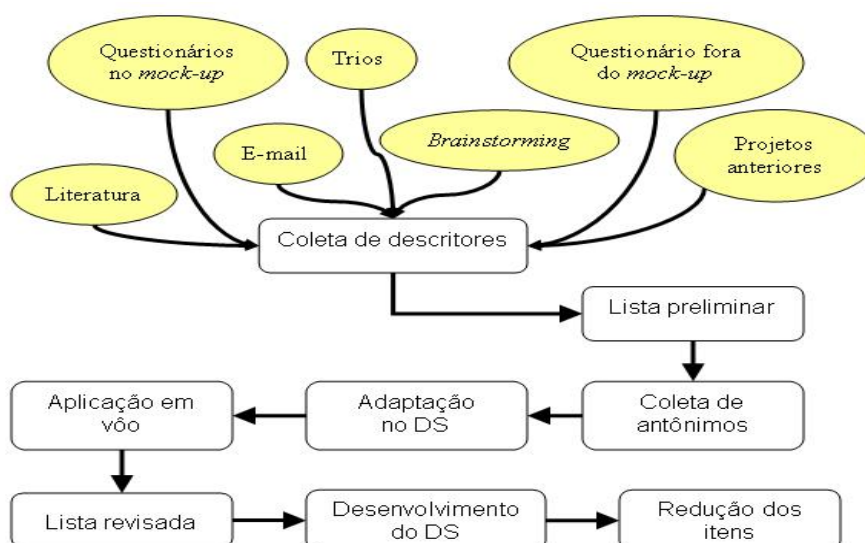 Questionários
no mock-up
Trios
Questionário fora
do mock-up
E-mail
Brainstorming
Projetos
anteriores
Literatura
Coleta de descritores
Lista preliminar
Aplicação em
vôo
Adaptação
no DS
Coleta de
antônimos
Lista revisada
Desenvolvimento
do DS
Redução dos
itens